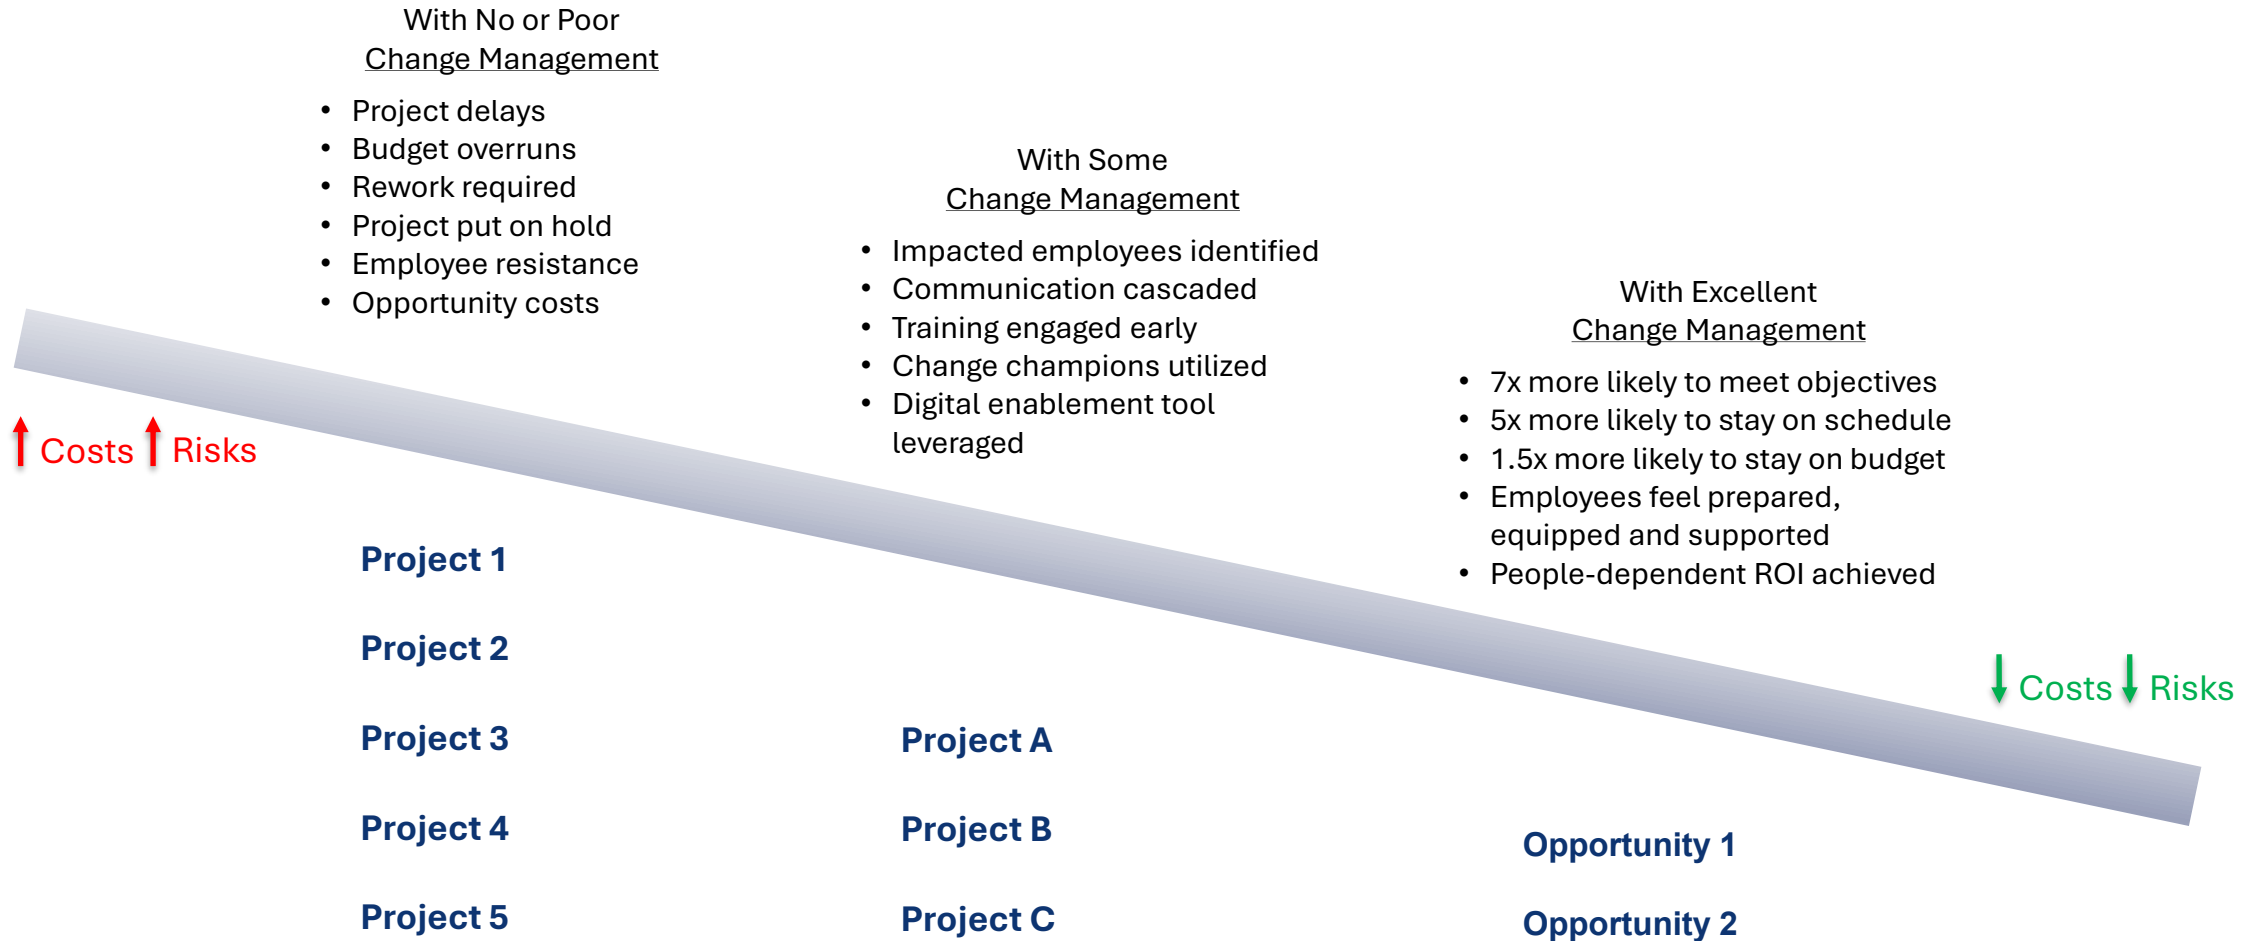 With No or Poor
Change Management
• Project delays
• Budget overruns
• Rework required
• Project put on hold
• Employee resistance
• Opportunity costs
With Some
Change Management
• Impacted employees identified
• Communication cascaded
• Training engaged early
• Change champions utilized
• Digital enablement tool
leveraged
With Excellent
Change Management
• 7x more likely to meet objectives
• 5x more likely to stay on schedule
• 1.5x more likely to stay on budget
• Employees feel prepared,
equipped and supported
• People-dependent ROI achieved
Costs Risks
Costs Risks
Project 1
Project 2
Project 3
Project 4
Project 5
Project A
Project B
Project C
Opportunity 1
Opportunity 2